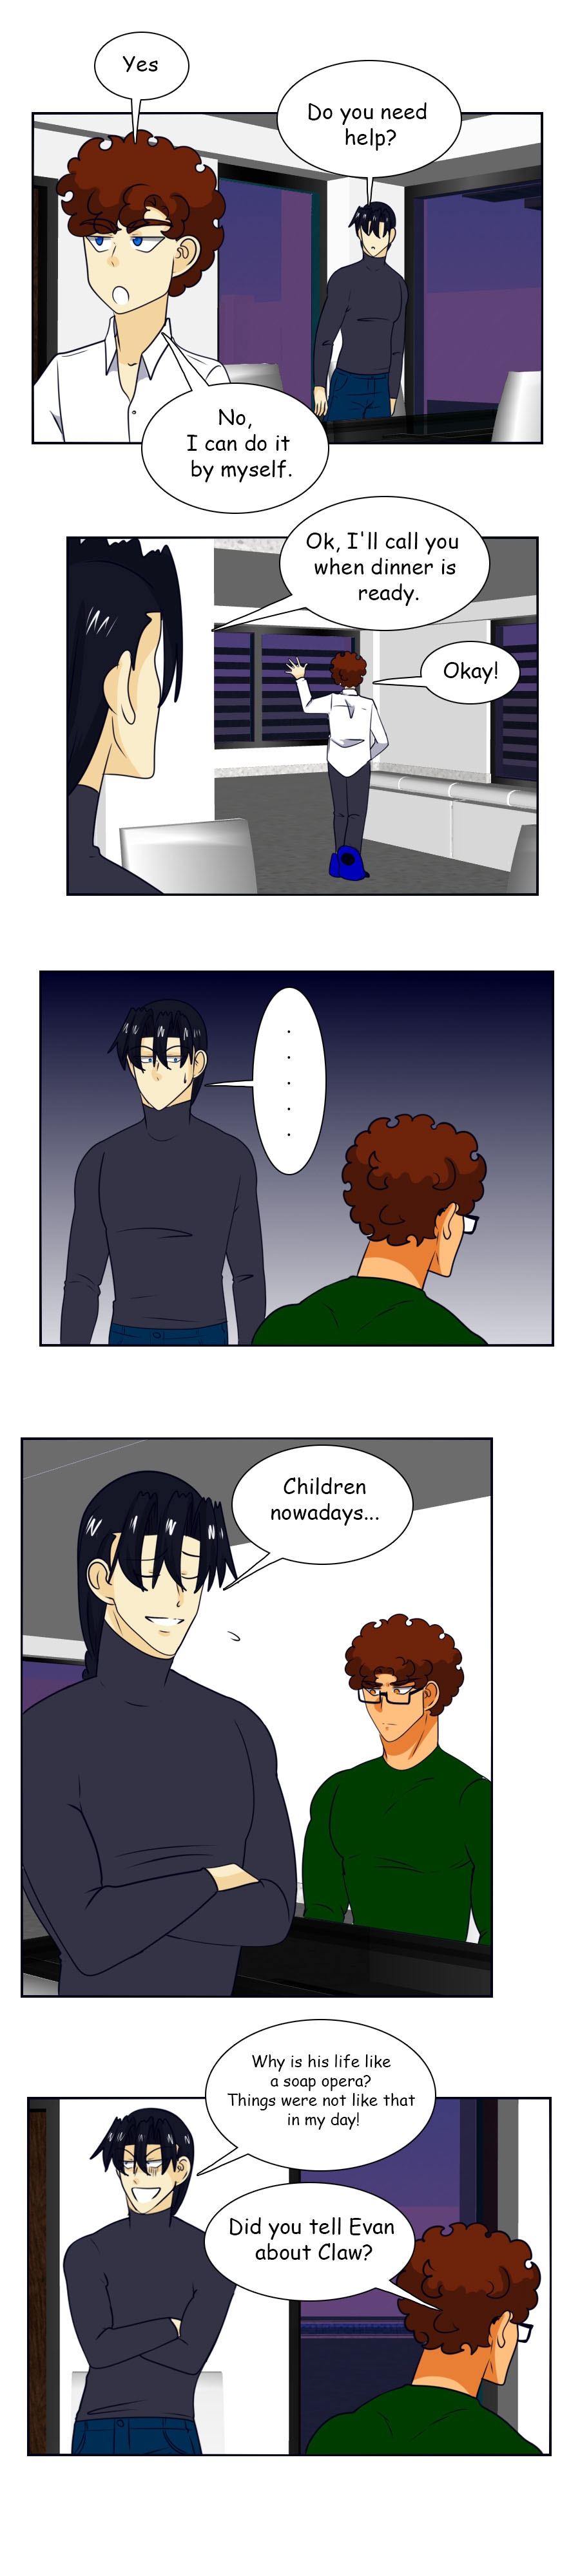 Yes
Do you need
help?
No,
I can do it
by myself.
Ok, I'll call you
when dinner is
ready.
Okay!
.
.
.
.
.
Children
nowadays...
Why is his life like
a soap opera?
Things were not like that
in my day!
Did you tell Evan
about Claw?